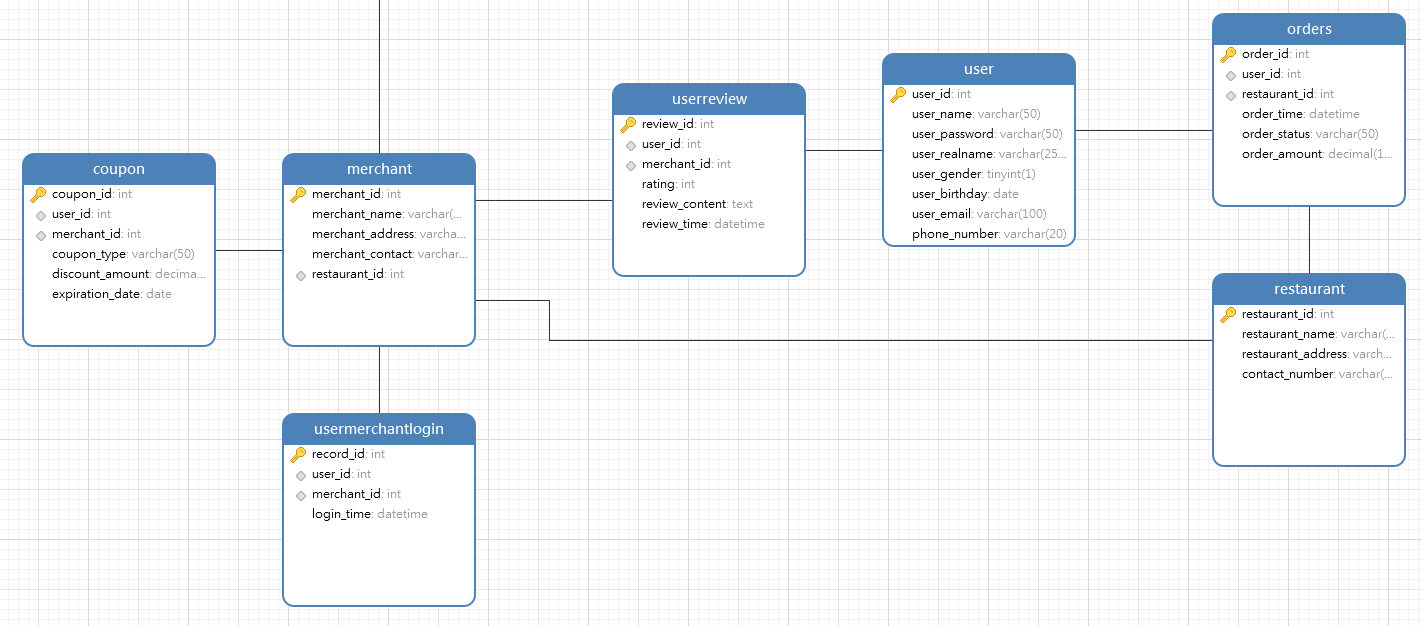 coupon
coupon_id: int
user_id: int
merchant_id: int
coupon_type: varchar(50)
discount_amount: decima...
expiration_date: date
merchant
merchant_id: int
merchant_name: varchar(...
merchant_address: varcha...
merchant_contact: varchar...
restaurant_id: int
usermerchantlogin
record_id: int
user_id: int
merchant_id: int
login_time: datetime
userreview
review_id: int
user_id: int
merchant_id: int
rating: int
review_content: text
review_time: datetime
user
user_id: int
user_name: varchar(50)
user_password: varchar(50)
user_realname: varchar(25...
user_gender: tinyint(1)
user_birthday: date
user_email: varchar(100)
phone_number: varchar(20)
orders
order_id: int
user_id: int
restaurant_id: int
order_time: datetime
order_status: varchar(50)
order_amount: decimal(1...
restaurant
restaurant_id: int
restaurant_name: varchar(...
restaurant_address: varch...
contact_number: varchar(...